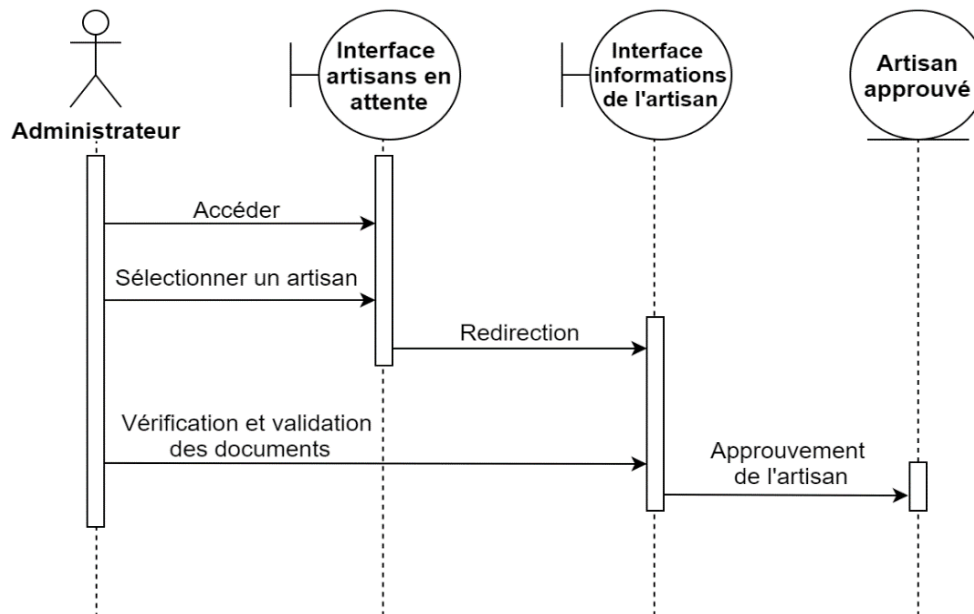 Administrateur
Interface
artisans en
attente
Interface
informations
de l'artisan
Artisan
approuvé
Accéder
Sélectionner un artisan
Redirection
Vérification et validation
des documents
Approuvement
de l'artisan